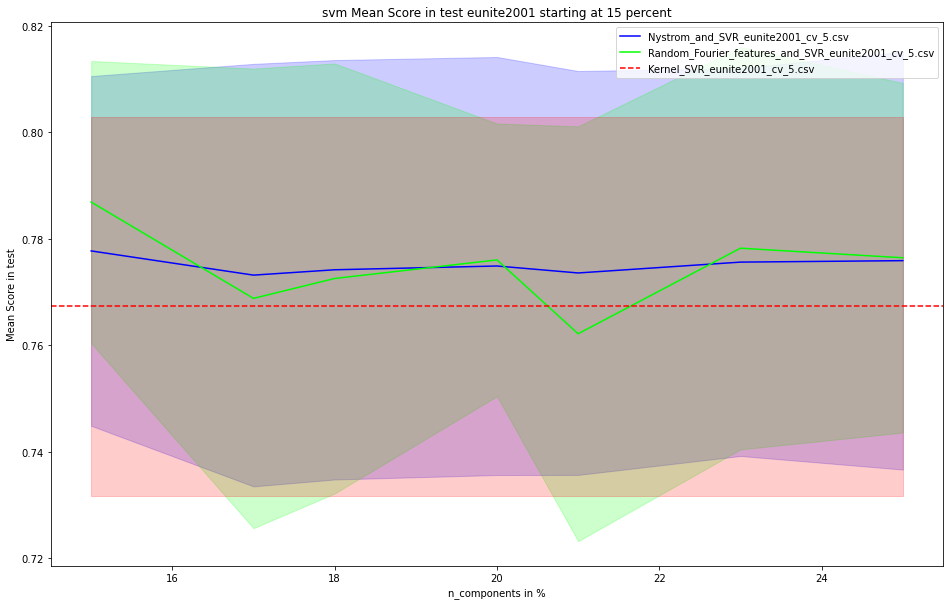 svm Mean Score in test eunite2001 starting at 15 percent
Nystrom_and_SVR_eunite2001_cv_5.csv
Random_Fourier_features_and_SVR_eunite2001_cv_5.csv
Kernel_SVR_eunite2001_cv_5.csv
Mean Score in test
0.82
0.80
0.78
0.76
0.74
0.72
16 18 20 22 24
n_components in %